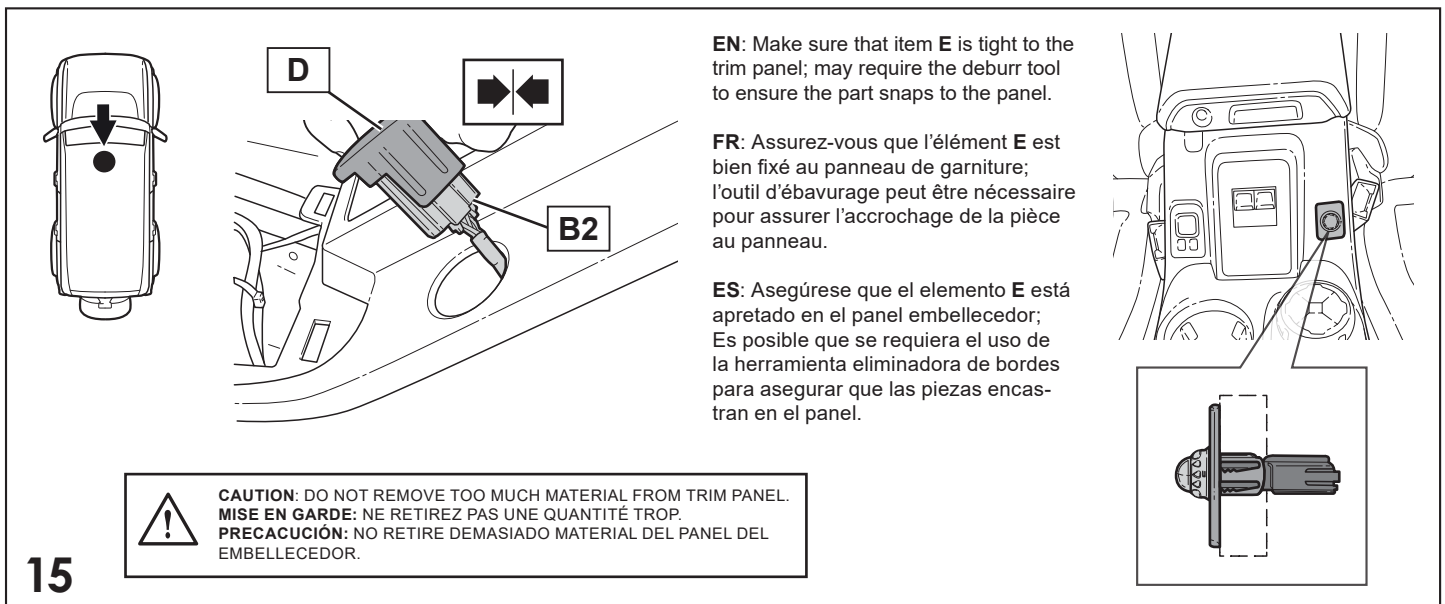 D
B2
EN: Make sure that item E is tight to the
trim panel; may require the deburr tool
to ensure the part snaps to the panel.
FR: Assurez-vous que l’élément E est
bien fixé au panneau de garniture;
l’outil d’ébavurage peut être nécessaire
pour assurer l’accrochage de la pièce
au panneau.
ES: Asegúrese que el elemento E está
apretado en el panel embellecedor;
Es posible que se requiera el uso de
la herramienta eliminadora de bordes
para asegurar que las piezas encas-
tran en el panel.
CAUTION: DO NOT REMOVE TOO MUCH MATERIAL FROM TRIM PANEL.
MISE EN GARDE: NE RETIREZ PAS UNE QUANTITÉ TROP.
PRECACUCIÓN: NO RETIRE DEMASIADO MATERIAL DEL PANEL DEL
EMBELLECEDOR.
15